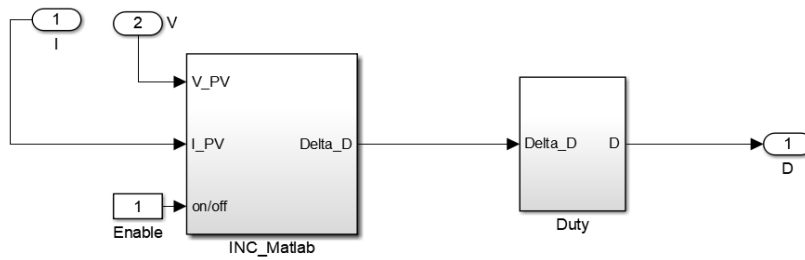 1
I
2
V
V_PV
I_PV
Delta_D
on/off
1
Enable
INC_Matlab
Delta_D
D
Duty
1
D